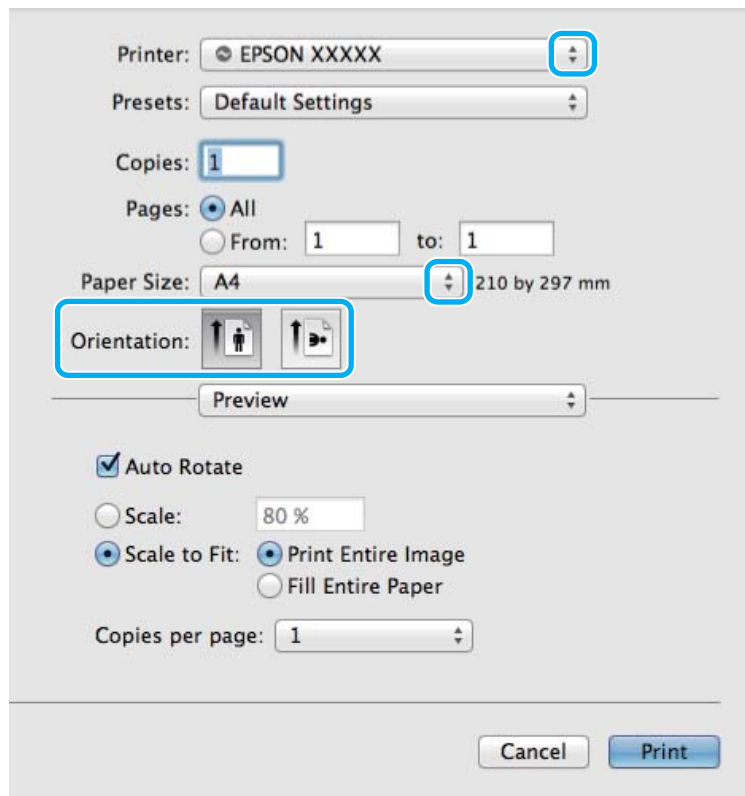 Printer: EPSON XXXXX
Presets: Default Settings
Copies: 1
Pages: All
From: 1 to: 1
Paper Size: A4 210 by 297 mm
Orientation:
Preview
Auto Rotate
Scale: 80 %
Scale to Fit: Print Entire Image
Fill Entire Paper
Copies per page: 1
Cancel Print